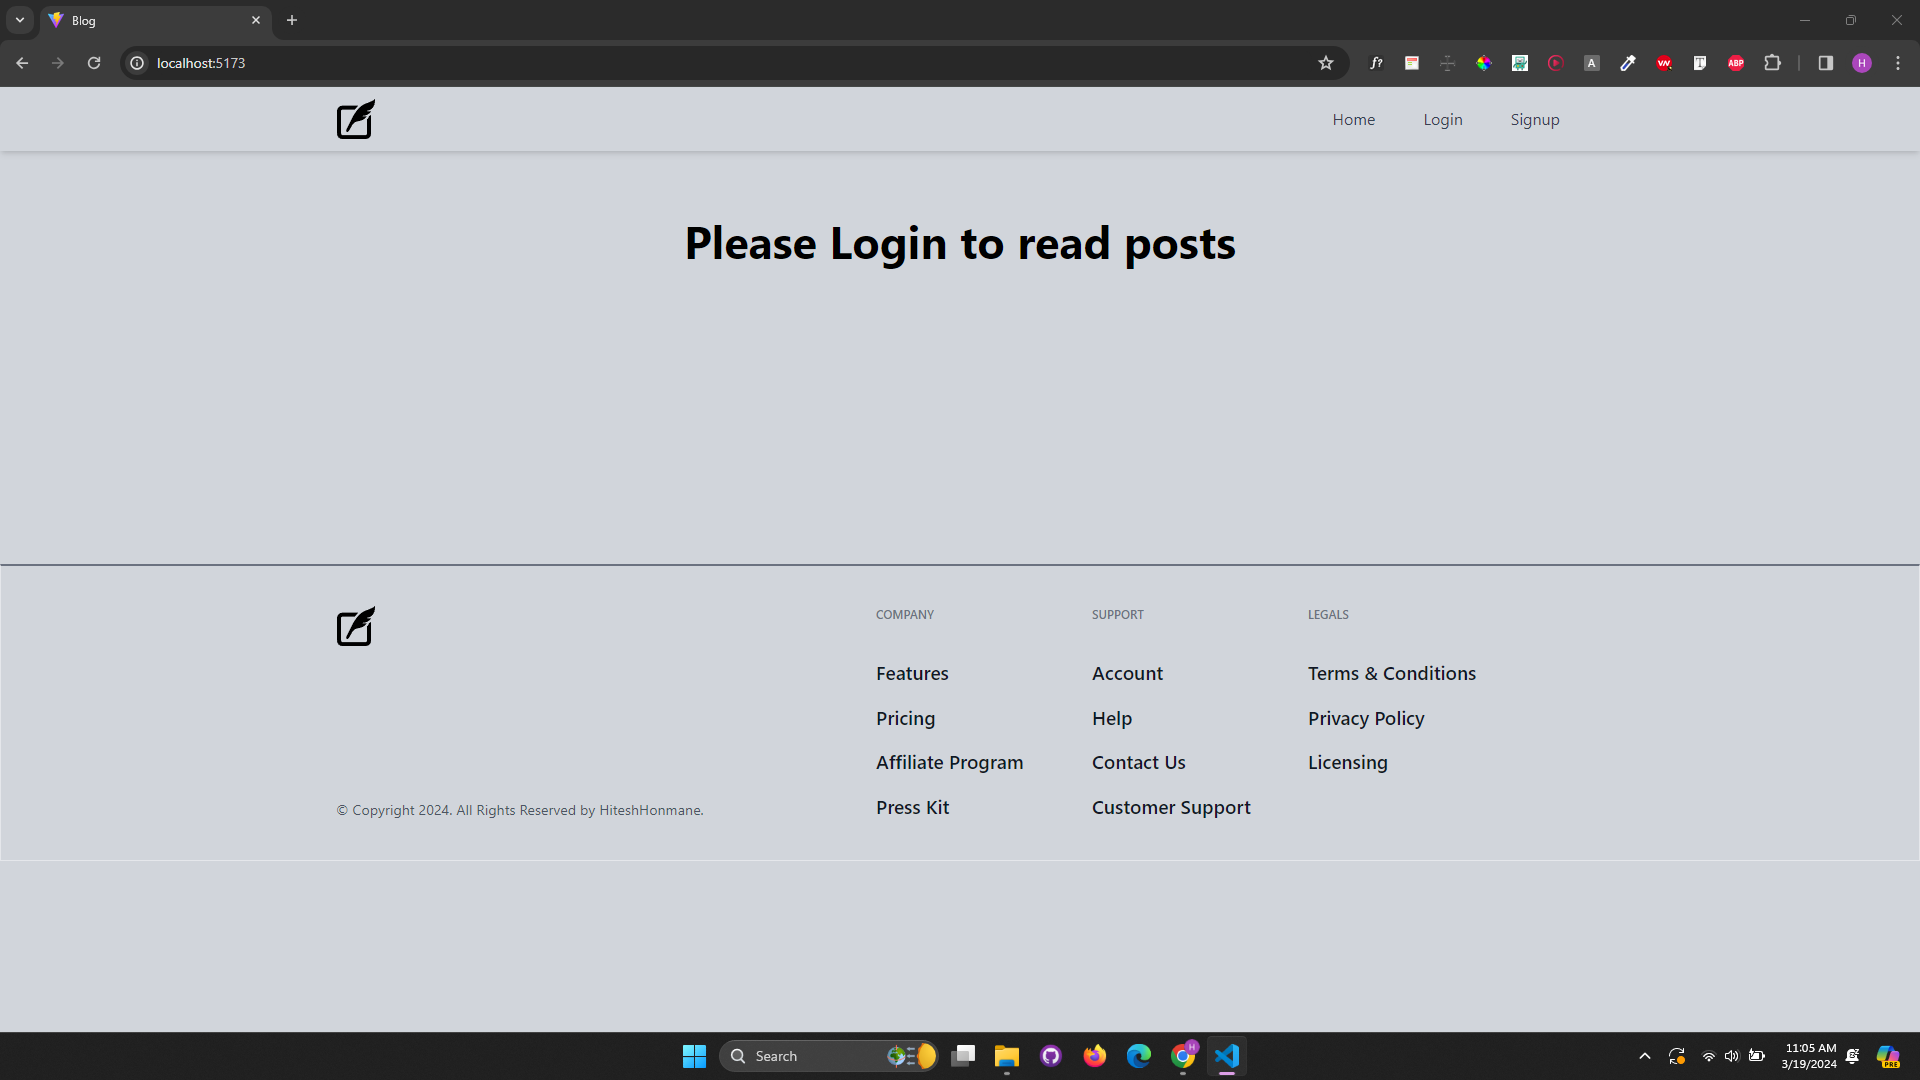 Blog
localhost:5173
f?
A
ABP
H
Home
Login
Signup
Please Login to read posts
COMPANY
SUPPORT
LEGALS
Features
Account
Terms & Conditions
Pricing
Help
Privacy Policy
Affiliate Program
Contact Us
Licensing
Press Kit
Customer Support
© Copyright 2024. All Rights Reserved by HiteshHonmane.
Search
H
11:05 AM
3/19/2024
PRE